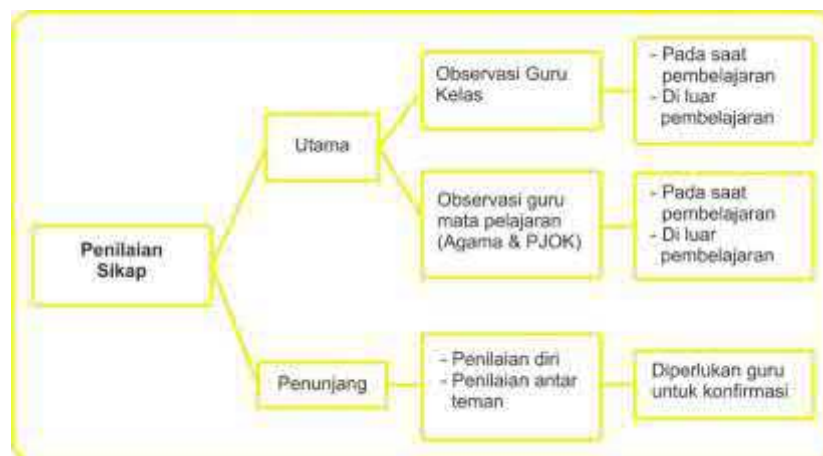 Penilaian
Sikap
Utama
Observasi Guru
Kelas
- Pada saat
pembelajaran
- Di luar
pembelajaran
Observasi guru
mata pelajaran
(Agama & PJOK)
- Pada saat
pembelajaran
- Di luar
pembelajaran
Penunjang
- Penilaian diri
- Penilaian antar
teman
Diperlukan guru
untuk konfirmasi